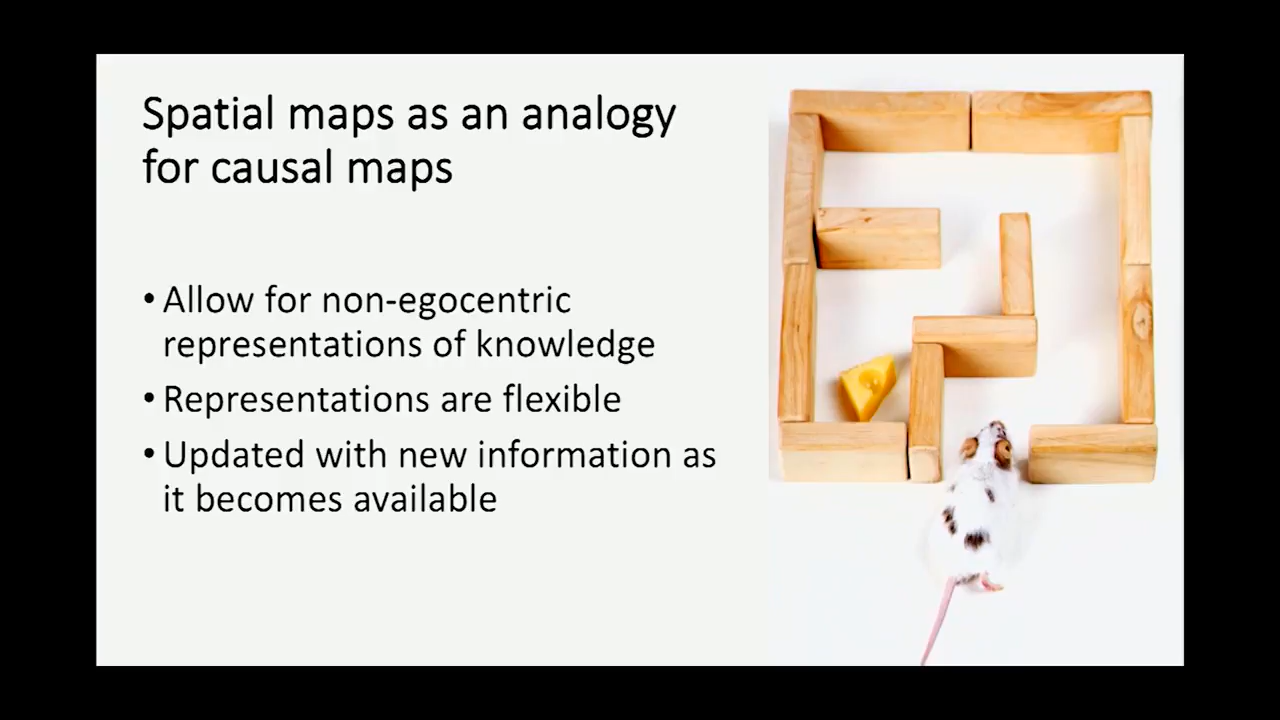 Spatial maps as an analogy
for causal maps
• Allow for non-egocentric
representations of knowledge
• Representations are flexible
• Updated with new information as
it becomes available